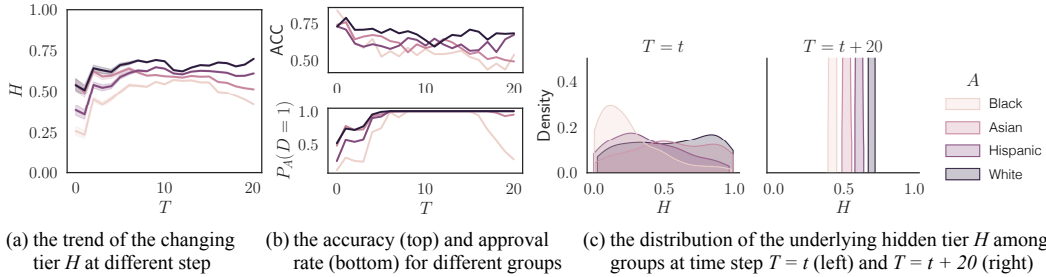 H
1.00
0.75
0.50
0.25
0.00
0
10
20
T
(a) the trend of the changing
tier H at different step
ACC
0.75
0.50
0
10
20
P_A(D = 1)
1.0
0.5
0
10
20
T
(b) the accuracy (top) and approval
rate (bottom) for different groups
T = t
Density
0.4
0.2
0.0
0.0
0.5
1.0
H
T = t + 20
0.0
0.5
1.0
H
A
Black
Asian
Hispanic
White
(c) the distribution of the underlying hidden tier H among
groups at time step T = t (left) and T = t + 20 (right)